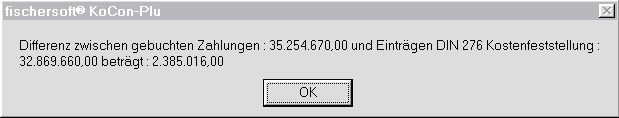 fischersoft® KoCon-Plu
Differenz zwischen gebuchten Zahlungen : 35.254.670,00 und Einträgen DIN 276 Kostenfeststellung :
32.869.660,00 beträgt : 2.385.016,00
OK